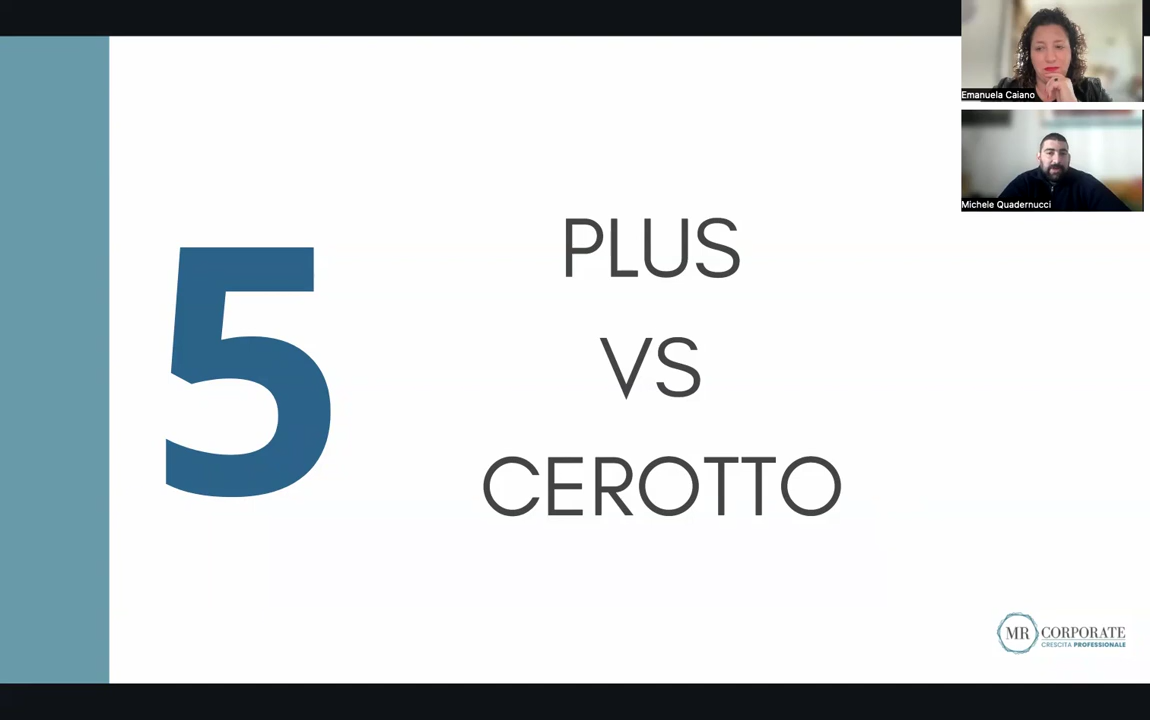 Emanuela Caiano
Michele Quadernucci
5
PLUS
VS
CEROTTO
MR CORPORATE
CRESCITA PROFESSIONALE